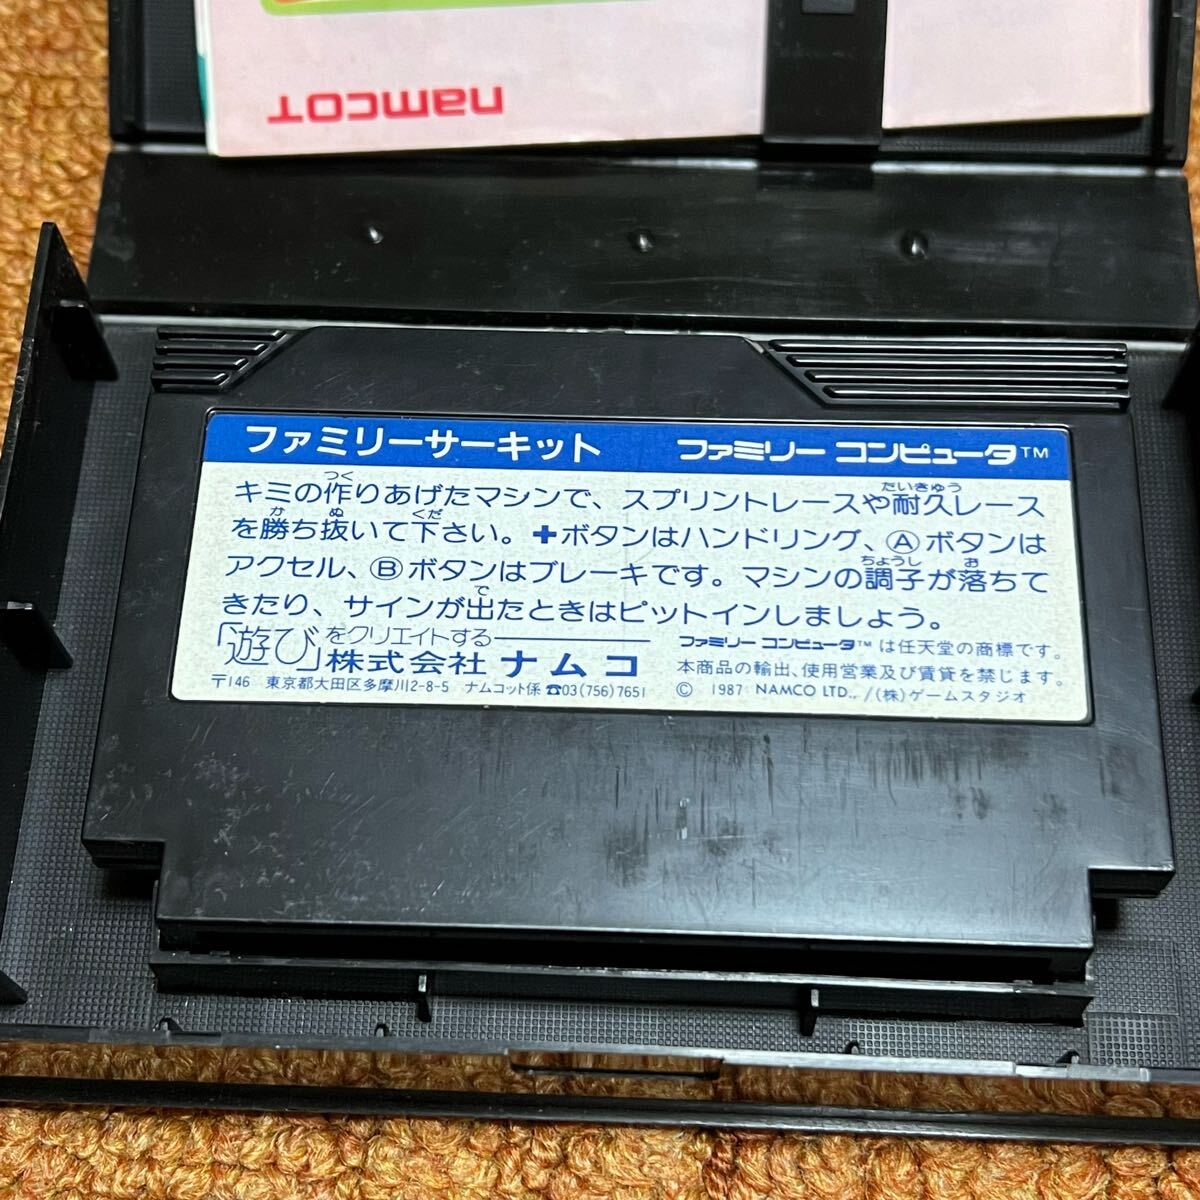 namcot
ファミリーサーキット ファミリー コンピュータ™
キミの作りあげたマシンで、スプリントレースや耐久レース
を勝ち抜いて下さい。✚ボタンはハンドリング、Ⓐボタンは
アクセル、Ⓑボタンはブレーキです。マシンの調子が落ちて
きたり、サインが出たときはピットインしましょう。
「遊び」をクリエイトする
株式会社 ナムコ
〒146 東京都大田区多摩川2-8-5 ナムコット係 ☎03(756)7651
ファミリー コンピュータ™ は任天堂の商標です。
本商品の輸出、使用営業及び賃貸を禁じます。
© 1987 NAMCO LTD., /(株)ゲームスタジオ